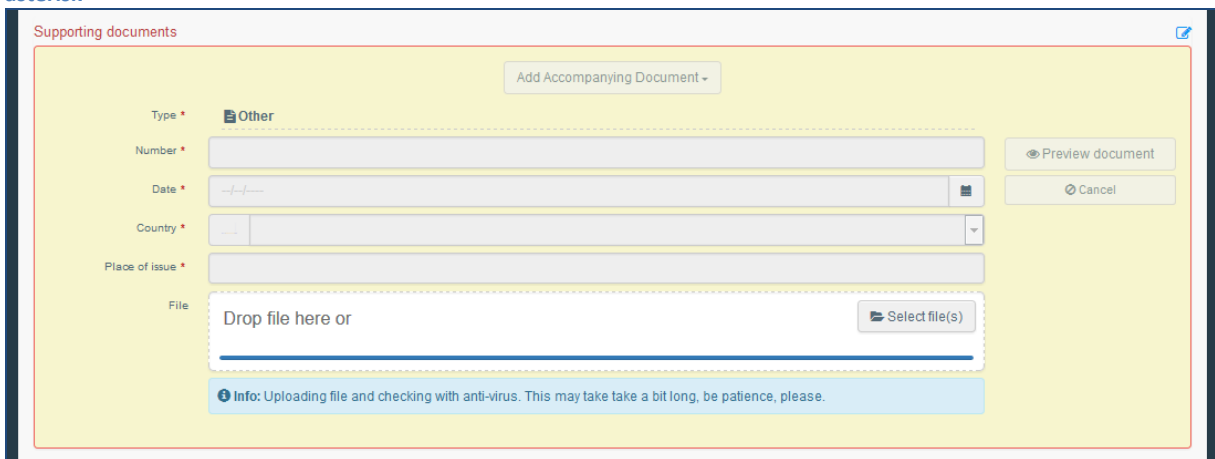 Supporting documents
Add Accompanying Document
Type * Other
Number *
Preview document
Date * --/--/----
Cancel
Country *
Place of issue *
File
Drop file here or
Select file(s)
Info: Uploading file and checking with anti-virus. This may take take a bit long, be patience, please.